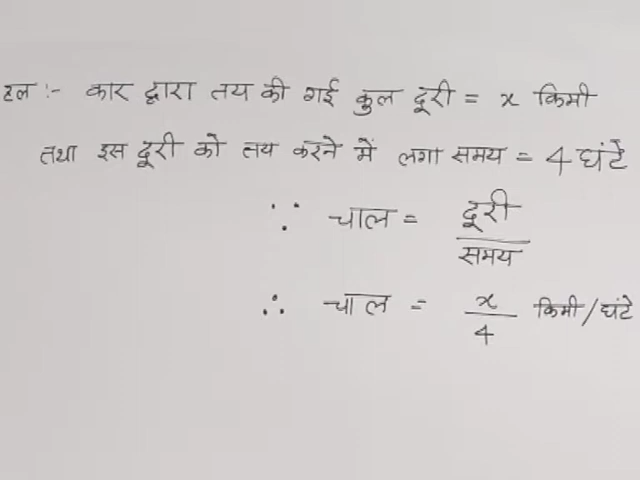 हल :- कार द्वारा तय की गई कुल दूरी = x किमी
तथा इस दूरी को तय करने में लगा समय = 4 घंटे
∵ चाल = दूरी / समय
∴ चाल = x / 4 किमी/घंटे